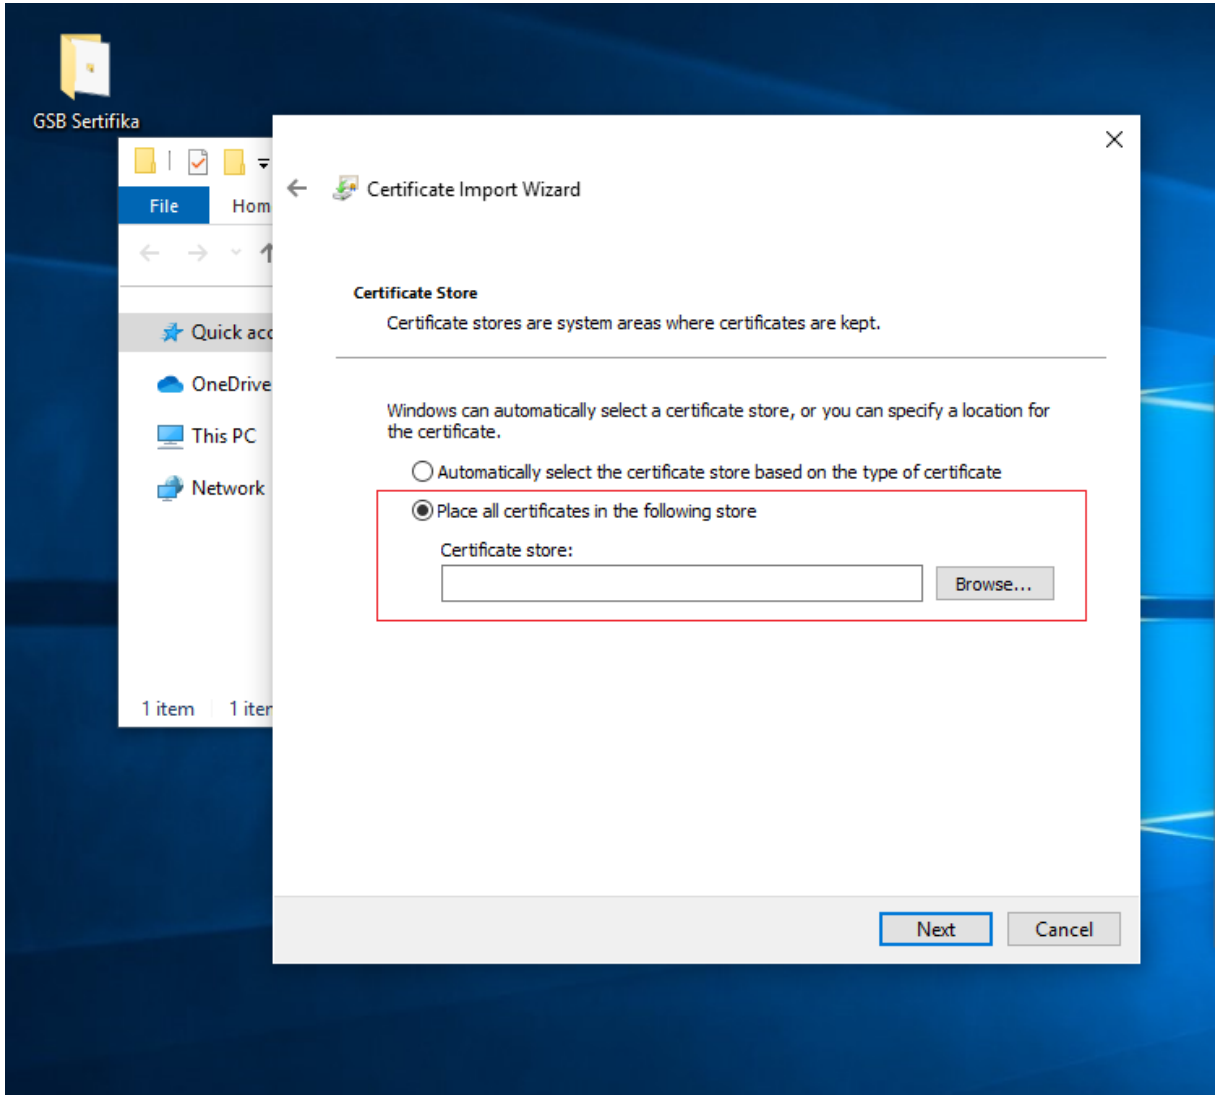 GSB Sertifika
File
Hom
Quick acc
OneDrive
This PC
Network
1 item
1 iter
Certificate Import Wizard
Certificate Store
Certificate stores are system areas where certificates are kept.
Windows can automatically select a certificate store, or you can specify a location for
the certificate.
Automatically select the certificate store based on the type of certificate
Place all certificates in the following store
Certificate store:
Browse...
Next
Cancel